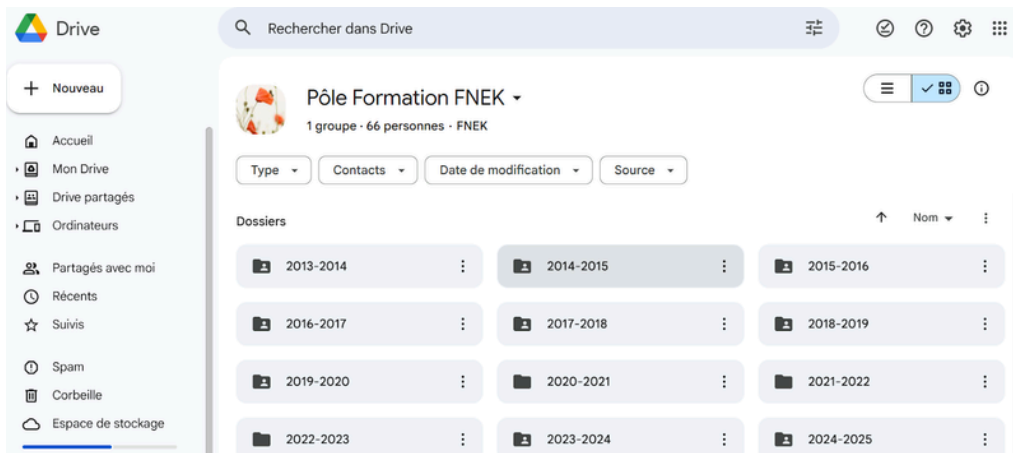 Drive
Rechercher dans Drive
Nouveau
Accueil
Mon Drive
Drive partagés
Ordinateurs
Partagés avec moi
Récents
Suivis
Spam
Corbeille
Espace de stockage
Pôle Formation FNEK
1 groupe · 66 personnes · FNEK
Type
Contacts
Date de modification
Source
Dossiers
Nom
2013-2014
2014-2015
2015-2016
2016-2017
2017-2018
2018-2019
2019-2020
2020-2021
2021-2022
2022-2023
2023-2024
2024-2025